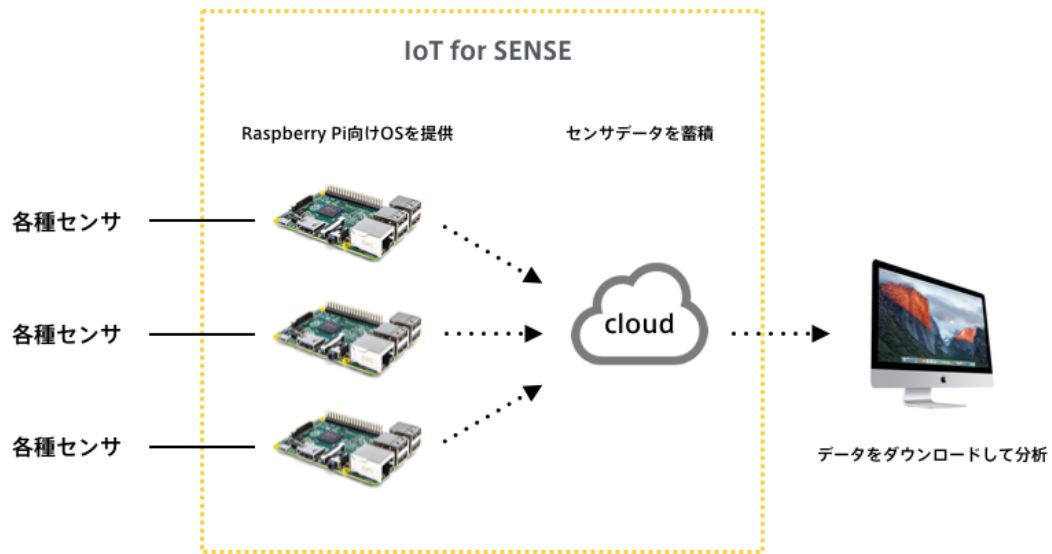 IoT for SENSE
Raspberry Pi向けOSを提供
センサデータを蓄積
各種センサ
各種センサ
cloud
各種センサ
データをダウンロードして分析